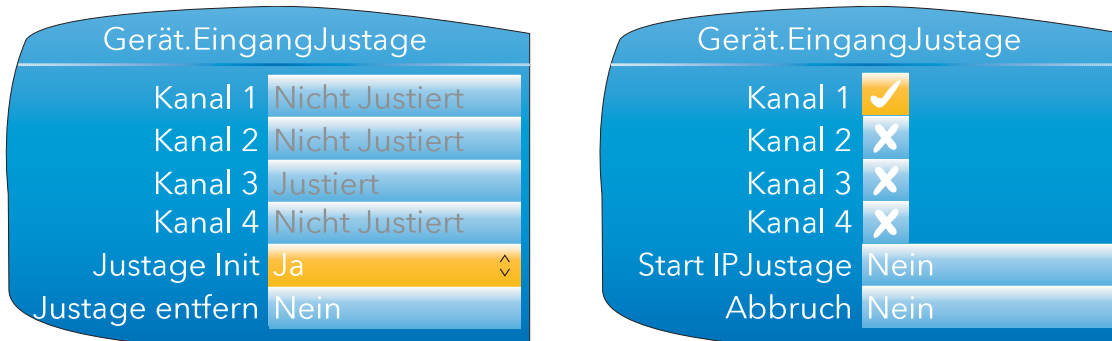 Gerät.EingangJustage
Kanal 1 Nicht Justiert
Kanal 2 Nicht Justiert
Kanal 3 Justiert
Kanal 4 Nicht Justiert
Justage Init Ja
Justage entfern Nein
Gerät.EingangJustage
Kanal 1
Kanal 2
Kanal 3
Kanal 4
Start IPJustage Nein
Abbruch Nein